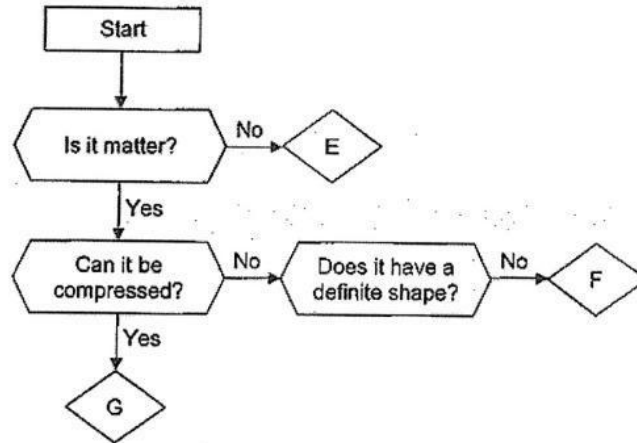 Start
Is it matter?
No
E
Yes
Can it be
compressed?
No
Does it have a
definite shape?
No
F
Yes
G